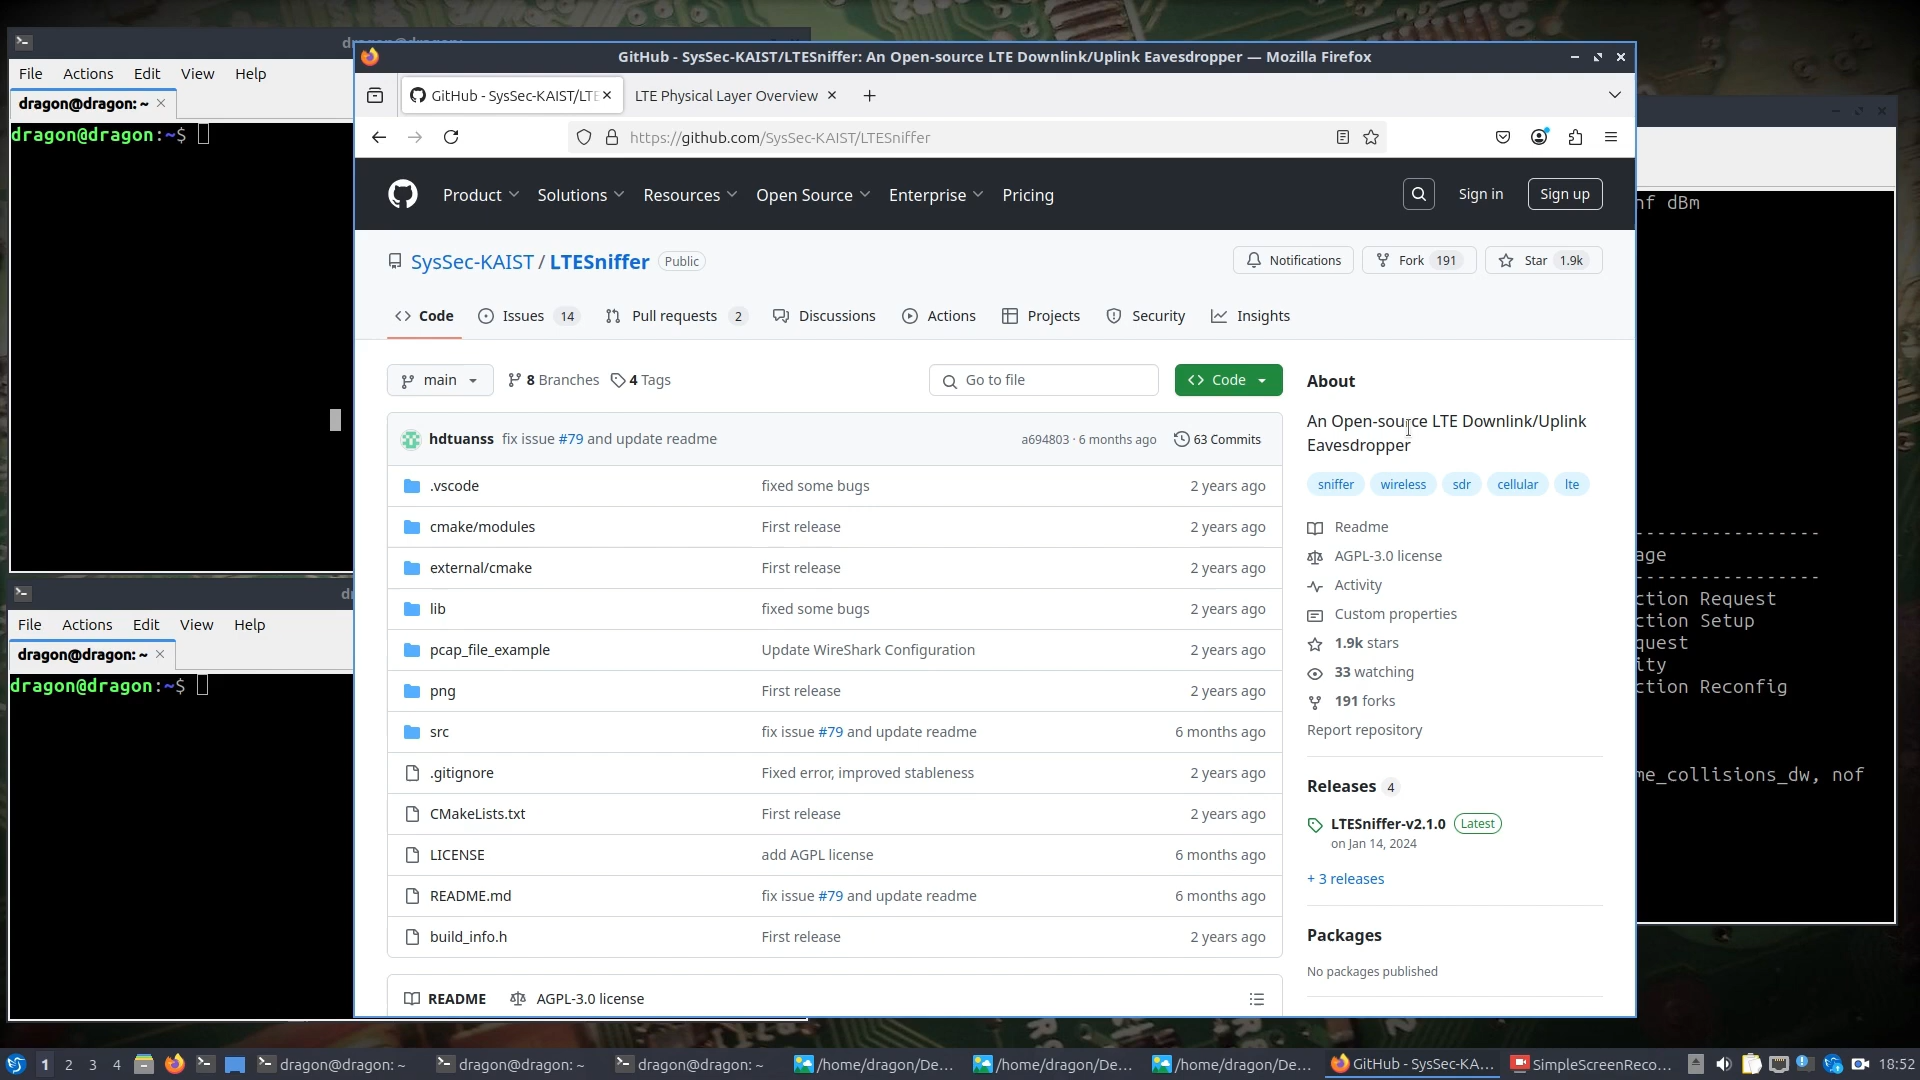 GitHub - SysSec-KAIST/LTESniffer: An Open-source LTE Downlink/Uplink Eavesdropper — Mozilla Firefox
File Actions Edit View Help
dragon@dragon: ~
dragon@dragon:~$
GitHub - SysSec-KAIST/LTE
LTE Physical Layer Overview
https://github.com/SysSec-KAIST/LTESniffer
Product Solutions Resources Open Source Enterprise Pricing
Sign in
Sign up
nf dBm
SysSec-KAIST / LTESniffer Public
Notifications
Fork 191
Star 1.9k
Code Issues 14 Pull requests 2 Discussions Actions Projects Security Insights
main 8 Branches 4 Tags
Go to file
Code
hdtuanss fix issue #79 and update readme a694803 · 6 months ago 63 Commits
.vscode fixed some bugs 2 years ago
cmake/modules First release 2 years ago
external/cmake First release 2 years ago
lib fixed some bugs 2 years ago
pcap_file_example Update WireShark Configuration 2 years ago
png First release 2 years ago
src fix issue #79 and update readme 6 months ago
.gitignore Fixed error, improved stableness 2 years ago
CMakeLists.txt First release 2 years ago
LICENSE add AGPL license 6 months ago
README.md fix issue #79 and update readme 6 months ago
build_info.h First release 2 years ago
README AGPL-3.0 license
About
An Open-source LTE Downlink/Uplink
Eavesdropper
sniffer wireless sdr cellular lte
Readme
AGPL-3.0 license
Activity
Custom properties
1.9k stars
33 watching
191 forks
Report repository
Releases 4
LTESniffer-v2.1.0 Latest
on Jan 14, 2024
+ 3 releases
Packages
No packages published
-----------------
age
-----------------
ction Request
ction Setup
quest
ity
ction Reconfig
me_collisions_dw, nof
File Actions Edit View Help
dragon@dragon: ~
dragon@dragon:~$
1 2 3 4 dragon@dragon: ~ dragon@dragon: ~ dragon@dragon: ~ /home/dragon/De... /home/dragon/De... /home/dragon/De... GitHub - SysSec-KA... SimpleScreenReco... 18:52